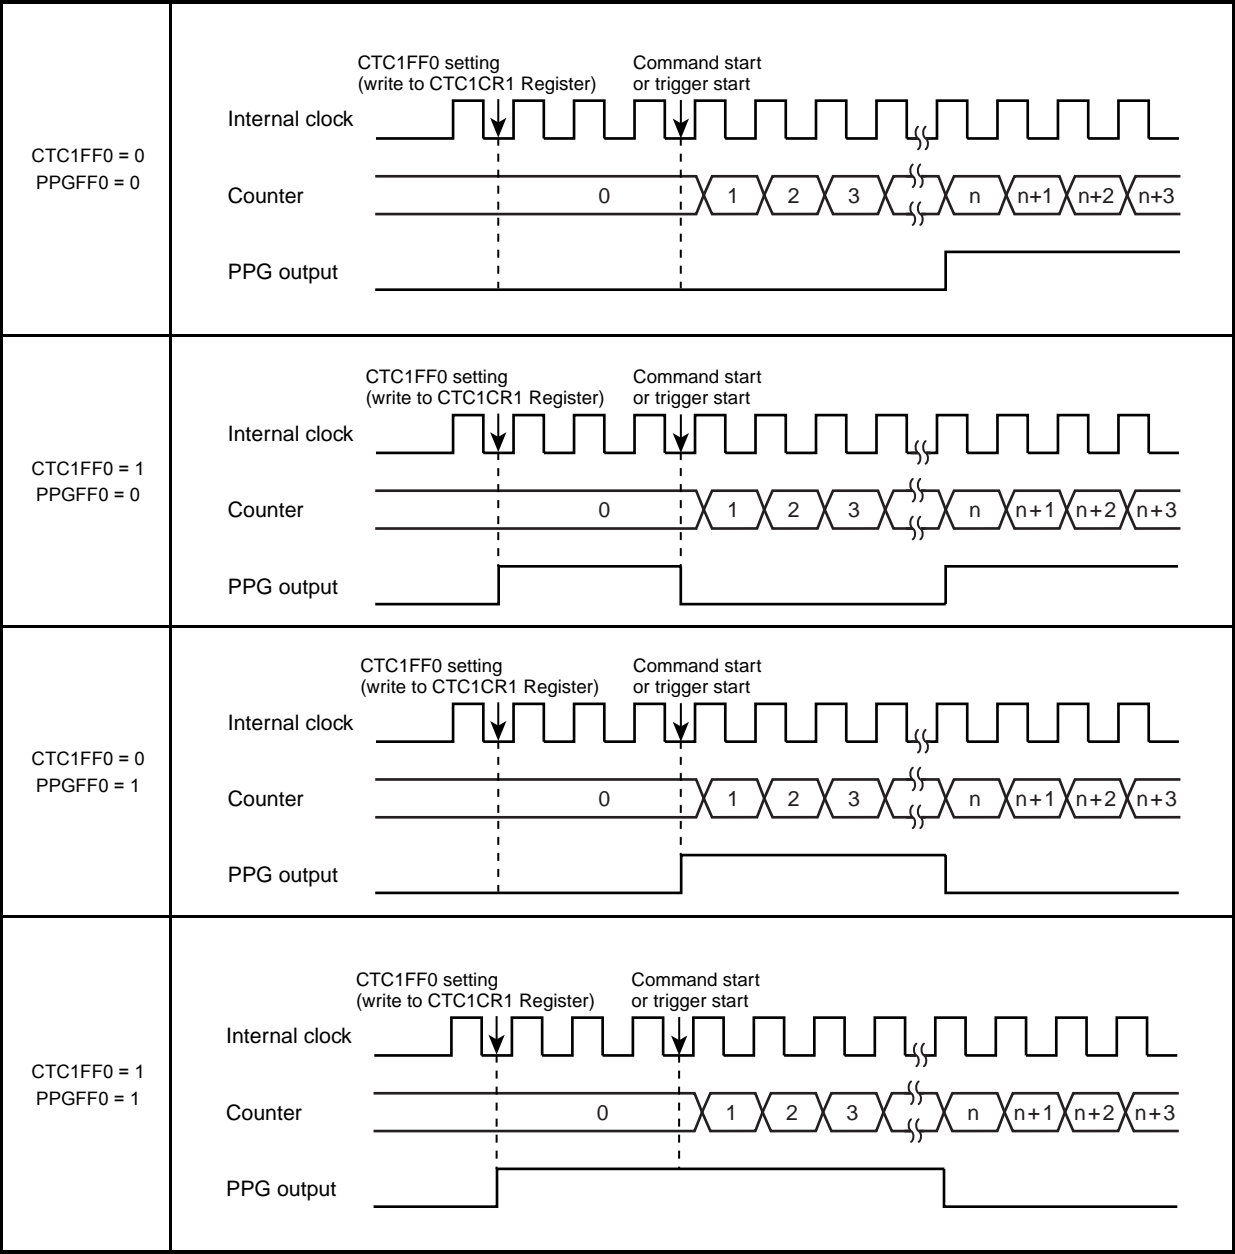 CTC1FF0 = 0
PPGFF0 = 0
CTC1FF0 setting
(write to CTC1CR1 Register)
Command start
or trigger start
Internal clock
Counter
0 1 2 3 n n+1 n+2 n+3
PPG output
CTC1FF0 = 1
PPGFF0 = 0
CTC1FF0 setting
(write to CTC1CR1 Register)
Command start
or trigger start
Internal clock
Counter
0 1 2 3 n n+1 n+2 n+3
PPG output
CTC1FF0 = 0
PPGFF0 = 1
CTC1FF0 setting
(write to CTC1CR1 Register)
Command start
or trigger start
Internal clock
Counter
0 1 2 3 n n+1 n+2 n+3
PPG output
CTC1FF0 = 1
PPGFF0 = 1
CTC1FF0 setting
(write to CTC1CR1 Register)
Command start
or trigger start
Internal clock
Counter
0 1 2 3 n n+1 n+2 n+3
PPG output